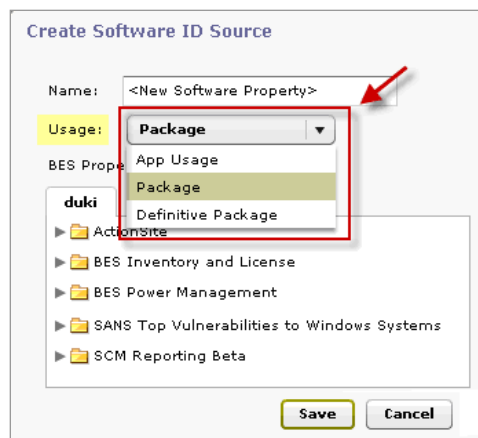 Create Software ID Source
Name: <New Software Property>
Usage: Package
App Usage
BES Prope
Package
duki
Definitive Package
ActionSite
BES Inventory and License
BES Power Management
SANS Top Vulnerabilities to Windows Systems
SCM Reporting Beta
Save Cancel